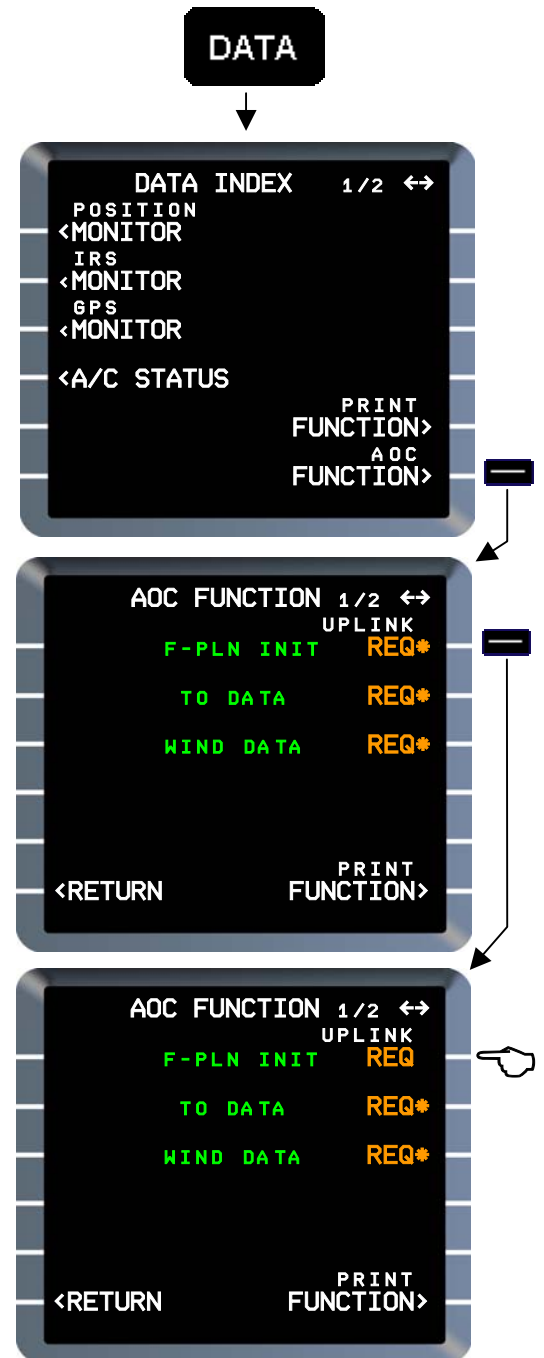 DATA
DATA INDEX 1/2 ↔
POSITION
<MONITOR
IRS
<MONITOR
GPS
<MONITOR
<A/C STATUS
PRINT
FUNCTION>
AOC
FUNCTION>
AOC FUNCTION 1/2 ↔
UPLINK
F-PLN INIT REQ*
TO DATA REQ*
WIND DATA REQ*
PRINT
<RETURN FUNCTION>
AOC FUNCTION 1/2 ↔
UPLINK
F-PLN INIT REQ
TO DATA REQ*
WIND DATA REQ*
PRINT
<RETURN FUNCTION>